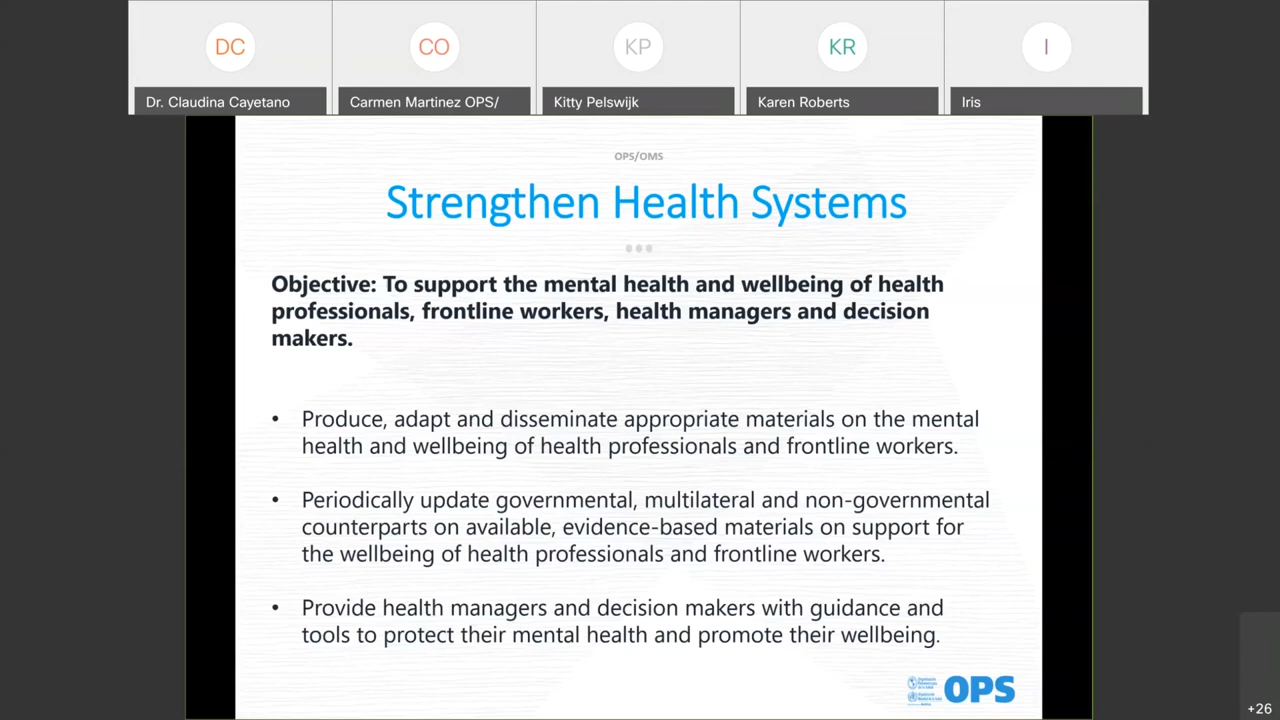 DC
CO
KP
KR
I
Dr. Claudina Cayetano
Carmen Martinez OPS/
Kitty Pelswijk
Karen Roberts
Iris
OPS/OMS
Strengthen Health Systems
Objective: To support the mental health and wellbeing of health
professionals, frontline workers, health managers and decision
makers.
• Produce, adapt and disseminate appropriate materials on the mental
health and wellbeing of health professionals and frontline workers.
• Periodically update governmental, multilateral and non-governmental
counterparts on available, evidence-based materials on support for
the wellbeing of health professionals and frontline workers.
• Provide health managers and decision makers with guidance and
tools to protect their mental health and promote their wellbeing.
OPS
+26